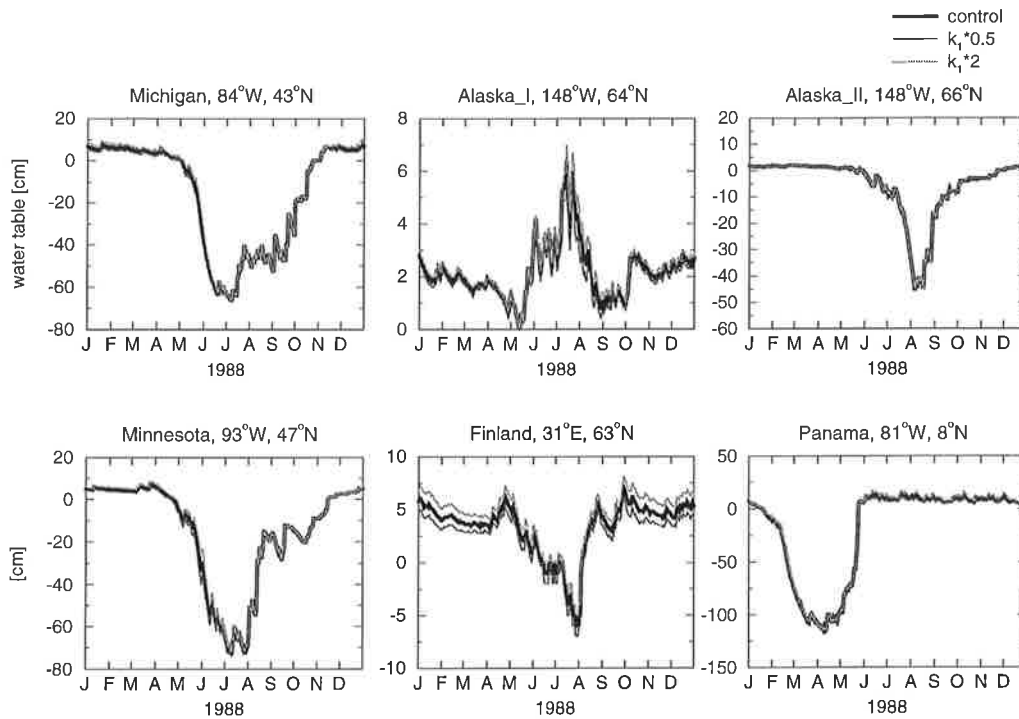 control
k₁*0.5
k₁*2
Michigan, 84°W, 43°N
Alaska_I, 148°W, 64°N
Alaska_II, 148°W, 66°N
water table [cm]
20
0
-20
-40
-60
-80
8
6
4
2
0
20
10
0
-10
-20
-30
-40
-50
-60
J F M A M J J A S O N D
J F M A M J J A S O N D
J F M A M J J A S O N D
1988
1988
1988
Minnesota, 93°W, 47°N
Finland, 31°E, 63°N
Panama, 81°W, 8°N
[cm]
20
0
-20
-40
-60
-80
10
5
0
-5
-10
50
0
-50
-100
-150
J F M A M J J A S O N D
J F M A M J J A S O N D
J F M A M J J A S O N D
1988
1988
1988